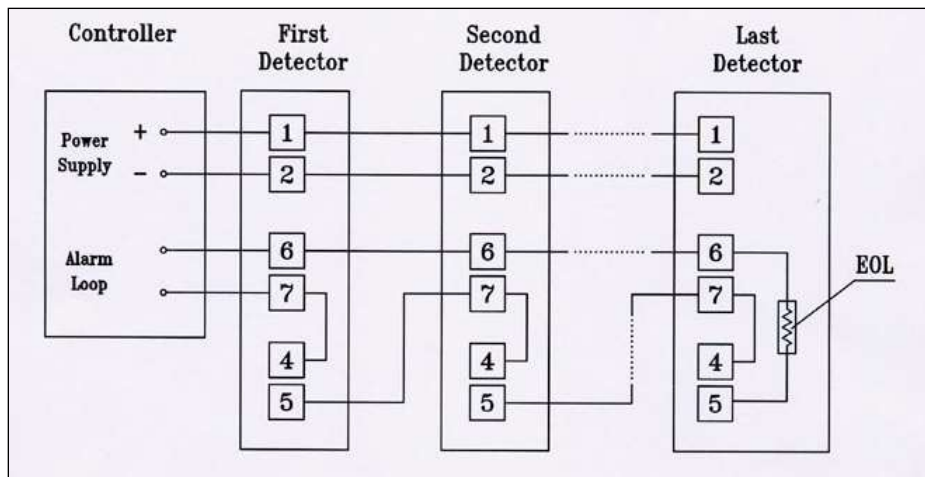 Controller
First
Detector
Second
Detector
Last
Detector
Power
Supply
+
−
Alarm
Loop
1
2
6
7
4
5
1
2
6
7
4
5
1
2
6
7
4
5
EOL